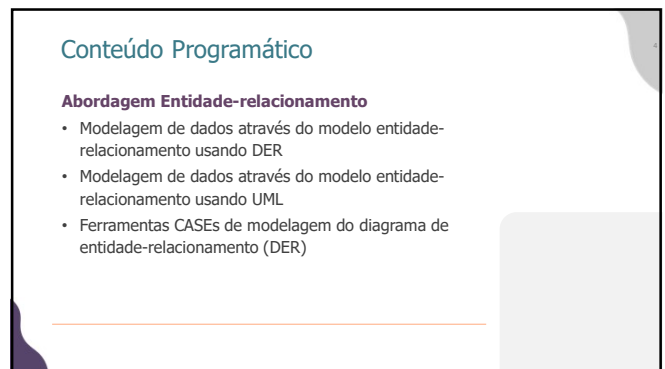 Conteúdo Programático
4
Abordagem Entidade-relacionamento
• Modelagem de dados através do modelo entidade-
relacionamento usando DER
• Modelagem de dados através do modelo entidade-
relacionamento usando UML
• Ferramentas CASEs de modelagem do diagrama de
entidade-relacionamento (DER)